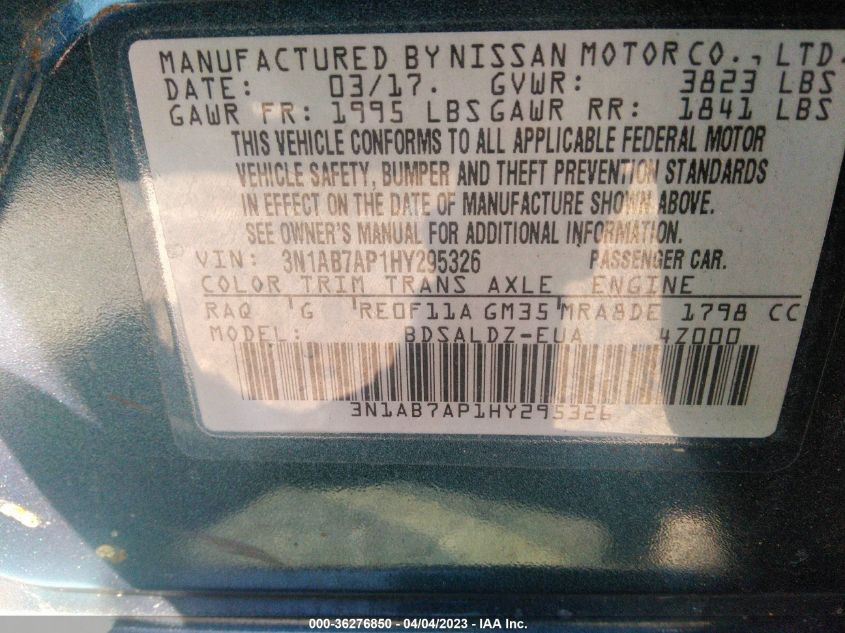 MANUFACTURED BY NISSAN MOTOR CO., LTD.
DATE: 03/17. GVWR: 3823 LBS
GAWR FR: 1995 LBS GAWR RR: 1841 LBS
THIS VEHICLE CONFORMS TO ALL APPLICABLE FEDERAL MOTOR
VEHICLE SAFETY, BUMPER AND THEFT PREVENTION STANDARDS
IN EFFECT ON THE DATE OF MANUFACTURE SHOWN ABOVE.
SEE OWNER'S MANUAL FOR ADDITIONAL INFORMATION.
VIN: 3N1AB7AP1HY295326 PASSENGER CAR.
COLOR TRIM TRANS AXLE ENGINE
RAQ G RE0F11A GM35 MRA8DE 1798 CC
MODEL: BDSALDZ-EUA 4Z000
3N1AB7AP1HY295326
000-36276850 - 04/04/2023 - IAA Inc.